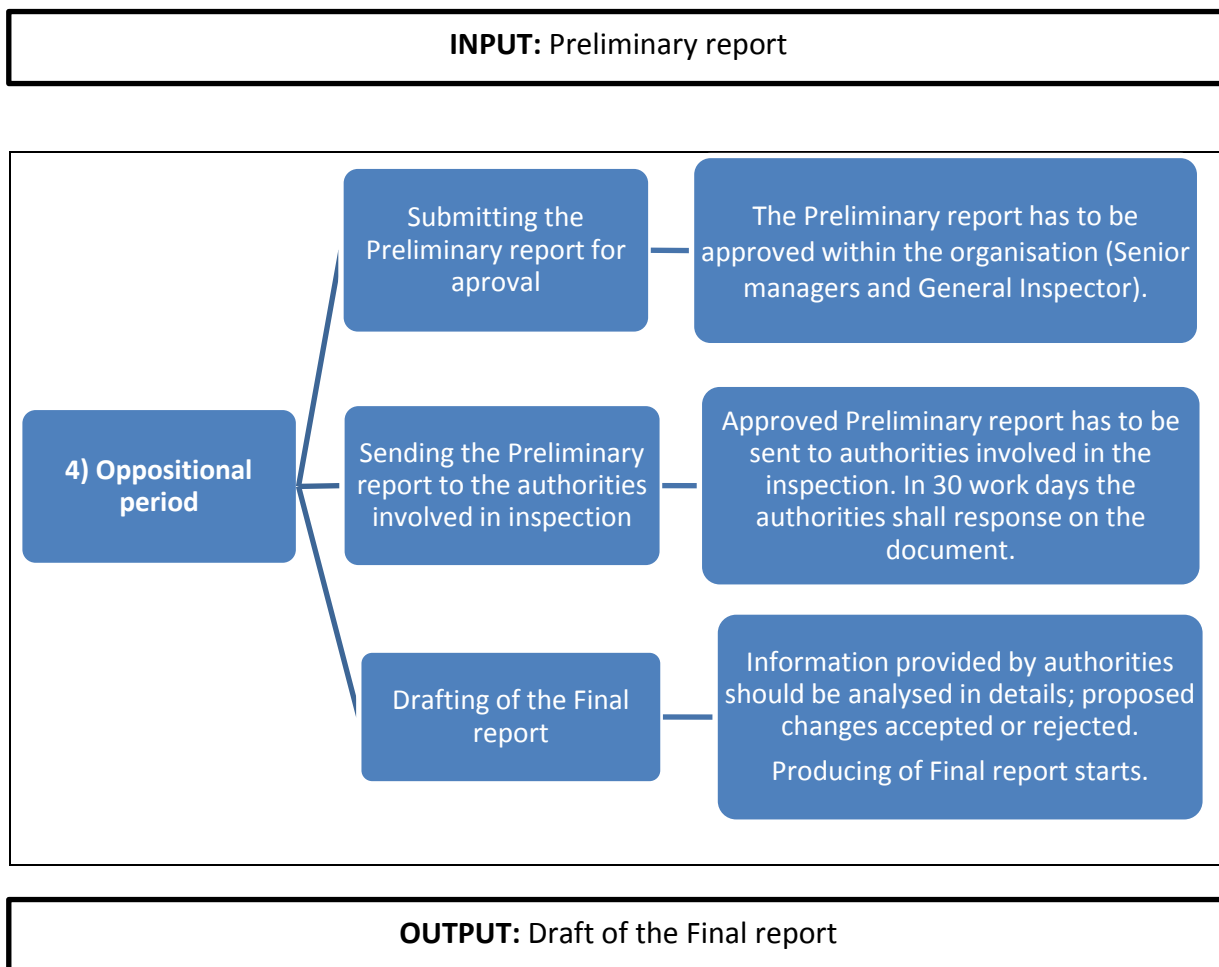 INPUT: Preliminary report
4) Oppositional
period
Submitting the
Preliminary report for
aproval
The Preliminary report has to be
approved within the organisation (Senior
managers and General Inspector).
Sending the Preliminary
report to the authorities
involved in inspection
Approved Preliminary report has to be
sent to authorities involved in the
inspection. In 30 work days the
authorities shall response on the
document.
Drafting of the Final
report
Information provided by authorities
should be analysed in details; proposed
changes accepted or rejected.
Producing of Final report starts.
OUTPUT: Draft of the Final report